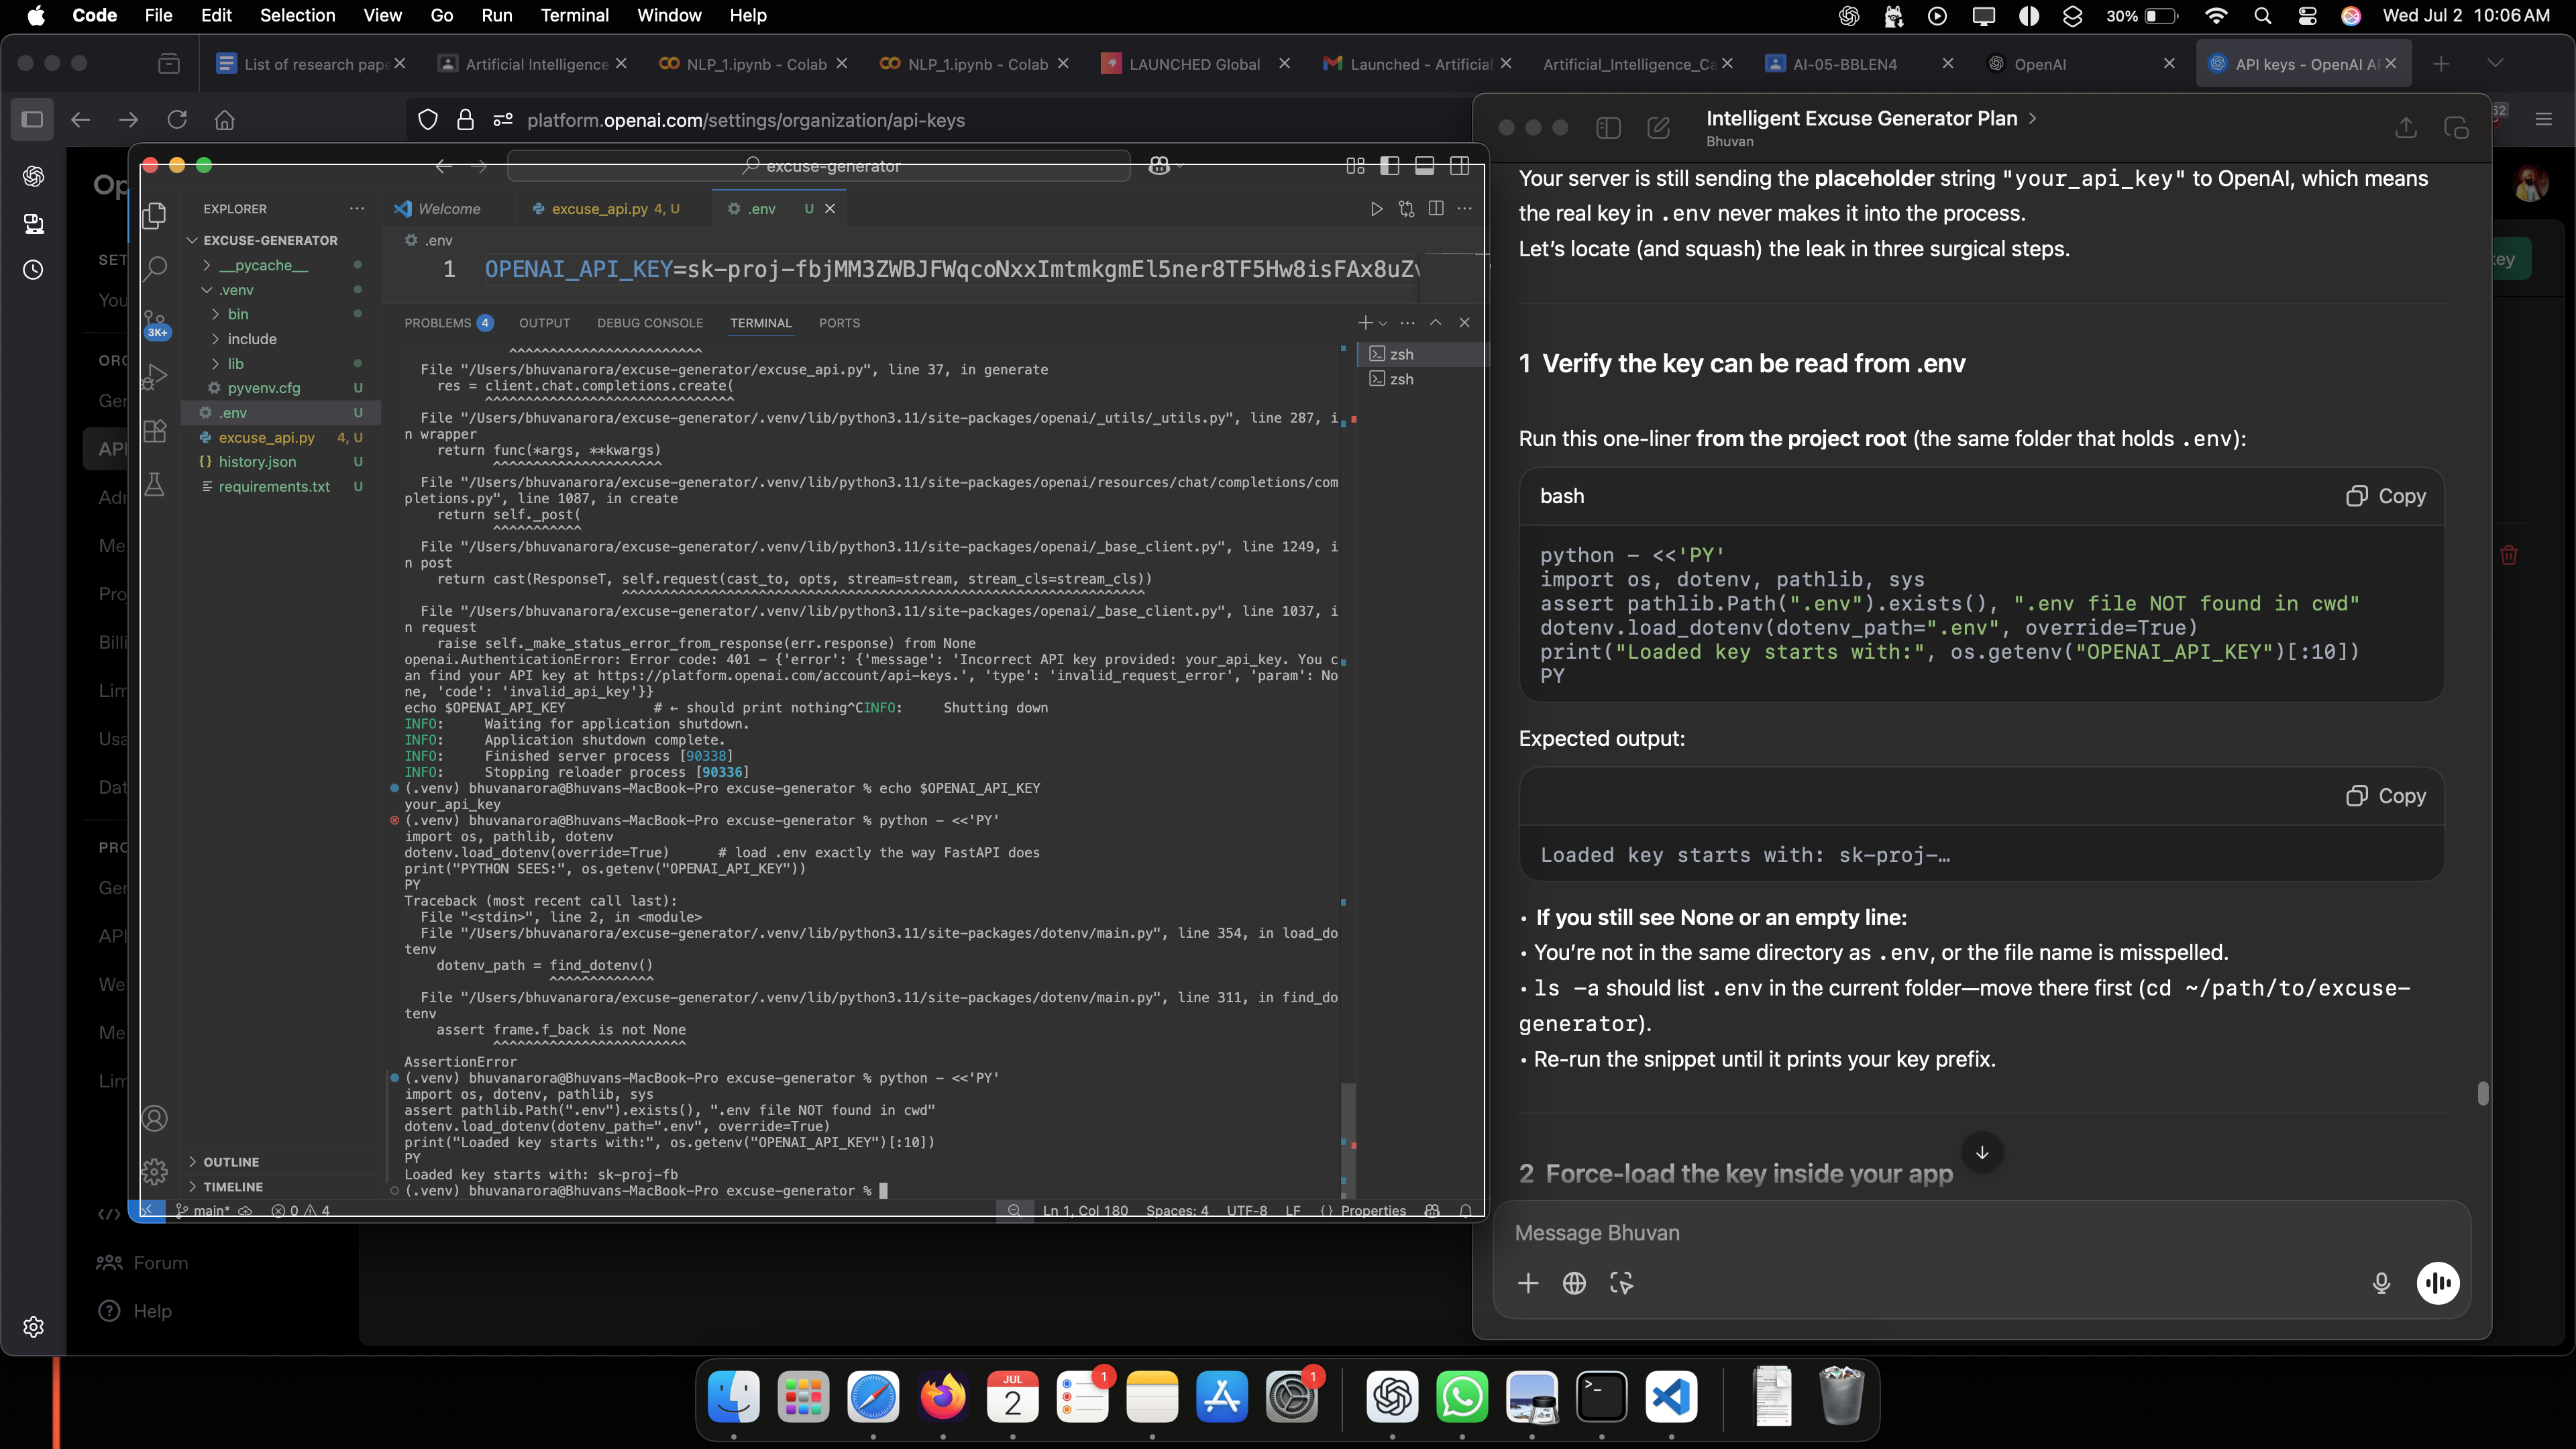 Code File Edit Selection View Go Run Terminal Window Help
30% Wed Jul 2 10:06 AM
List of research pape
Artificial Intelligence
NLP_1.ipynb - Colab
NLP_1.ipynb - Colab
LAUNCHED Global
Launched - Artificial
Artificial_Intelligence_Ca
AI-05-BBLEN4
OpenAI
API keys - OpenAI A
platform.openai.com/settings/organization/api-keys
excuse-generator
EXPLORER
EXCUSE-GENERATOR
__pycache__
.venv
bin
include
lib
pyvenv.cfg U
.env U
excuse_api.py 4, U
history.json U
requirements.txt U
3K+
OUTLINE
TIMELINE
Welcome
excuse_api.py 4, U
.env U
.env
1 OPENAI_API_KEY=sk-proj-fbjMM3ZWBJFWqcoNxxImtmkgmEl5ner8TF5Hw8isFAx8uZ
PROBLEMS 4 OUTPUT DEBUG CONSOLE TERMINAL PORTS
zsh
zsh
^^^^^^^^^^^^^^^^^^^^^^^^
File "/Users/bhuvanarora/excuse-generator/excuse_api.py", line 37, in generate
res = client.chat.completions.create(
^^^^^^^^^^^^^^^^^^^^^^^^^^^^^^^
File "/Users/bhuvanarora/excuse-generator/.venv/lib/python3.11/site-packages/openai/_utils/_utils.py", line 287, i
n wrapper
return func(*args, **kwargs)
^^^^^^^^^^^^^^^^^^^^^
File "/Users/bhuvanarora/excuse-generator/.venv/lib/python3.11/site-packages/openai/resources/chat/completions/com
pletions.py", line 1087, in create
return self._post(
^^^^^^^^^^^
File "/Users/bhuvanarora/excuse-generator/.venv/lib/python3.11/site-packages/openai/_base_client.py", line 1249, i
n post
return cast(ResponseT, self.request(cast_to, opts, stream=stream, stream_cls=stream_cls))
^^^^^^^^^^^^^^^^^^^^^^^^^^^^^^^^^^^^^^^^^^^^^^^^^^^^^^^^^^^^^^^^^
File "/Users/bhuvanarora/excuse-generator/.venv/lib/python3.11/site-packages/openai/_base_client.py", line 1037, i
n request
raise self._make_status_error_from_response(err.response) from None
openai.AuthenticationError: Error code: 401 - {'error': {'message': 'Incorrect API key provided: your_api_key. You c
an find your API key at https://platform.openai.com/account/api-keys.', 'type': 'invalid_request_error', 'param': No
ne, 'code': 'invalid_api_key'}}
echo $OPENAI_API_KEY # ← should print nothing^CINFO: Shutting down
INFO: Waiting for application shutdown.
INFO: Application shutdown complete.
INFO: Finished server process [90338]
INFO: Stopping reloader process [90336]
(.venv) bhuvanarora@Bhuvans-MacBook-Pro excuse-generator % echo $OPENAI_API_KEY
your_api_key
(.venv) bhuvanarora@Bhuvans-MacBook-Pro excuse-generator % python - <<'PY'
import os, pathlib, dotenv
dotenv.load_dotenv(override=True) # load .env exactly the way FastAPI does
print("PYTHON SEES:", os.getenv("OPENAI_API_KEY"))
PY
Traceback (most recent call last):
File "<stdin>", line 2, in <module>
File "/Users/bhuvanarora/excuse-generator/.venv/lib/python3.11/site-packages/dotenv/main.py", line 354, in load_do
tenv
dotenv_path = find_dotenv()
^^^^^^^^^^^^^
File "/Users/bhuvanarora/excuse-generator/.venv/lib/python3.11/site-packages/dotenv/main.py", line 311, in find_do
tenv
assert frame.f_back is not None
^^^^^^^^^^^^^^^^^^^^^^^^
AssertionError
(.venv) bhuvanarora@Bhuvans-MacBook-Pro excuse-generator % python - <<'PY'
import os, dotenv, pathlib, sys
assert pathlib.Path(".env").exists(), ".env file NOT found in cwd"
dotenv.load_dotenv(dotenv_path=".env", override=True)
print("Loaded key starts with:", os.getenv("OPENAI_API_KEY")[:10])
PY
Loaded key starts with: sk-proj-fb
(.venv) bhuvanarora@Bhuvans-MacBook-Pro excuse-generator %
main* 0 4
Ln 1, Col 180 Spaces: 4 UTF-8 LF {} Properties
Forum
Help
Intelligent Excuse Generator Plan
Bhuvan
Your server is still sending the placeholder string "your_api_key" to OpenAI, which means
the real key in .env never makes it into the process.
Let's locate (and squash) the leak in three surgical steps.
1 Verify the key can be read from .env
Run this one-liner from the project root (the same folder that holds .env):
bash Copy
python - <<'PY'
import os, dotenv, pathlib, sys
assert pathlib.Path(".env").exists(), ".env file NOT found in cwd"
dotenv.load_dotenv(dotenv_path=".env", override=True)
print("Loaded key starts with:", os.getenv("OPENAI_API_KEY")[:10])
PY
Expected output:
Copy
Loaded key starts with: sk-proj-…
• If you still see None or an empty line:
• You're not in the same directory as .env, or the file name is misspelled.
• ls -a should list .env in the current folder—move there first (cd ~/path/to/excuse-
generator).
• Re-run the snippet until it prints your key prefix.
2 Force-load the key inside your app
Message Bhuvan
JUL
2
1
1